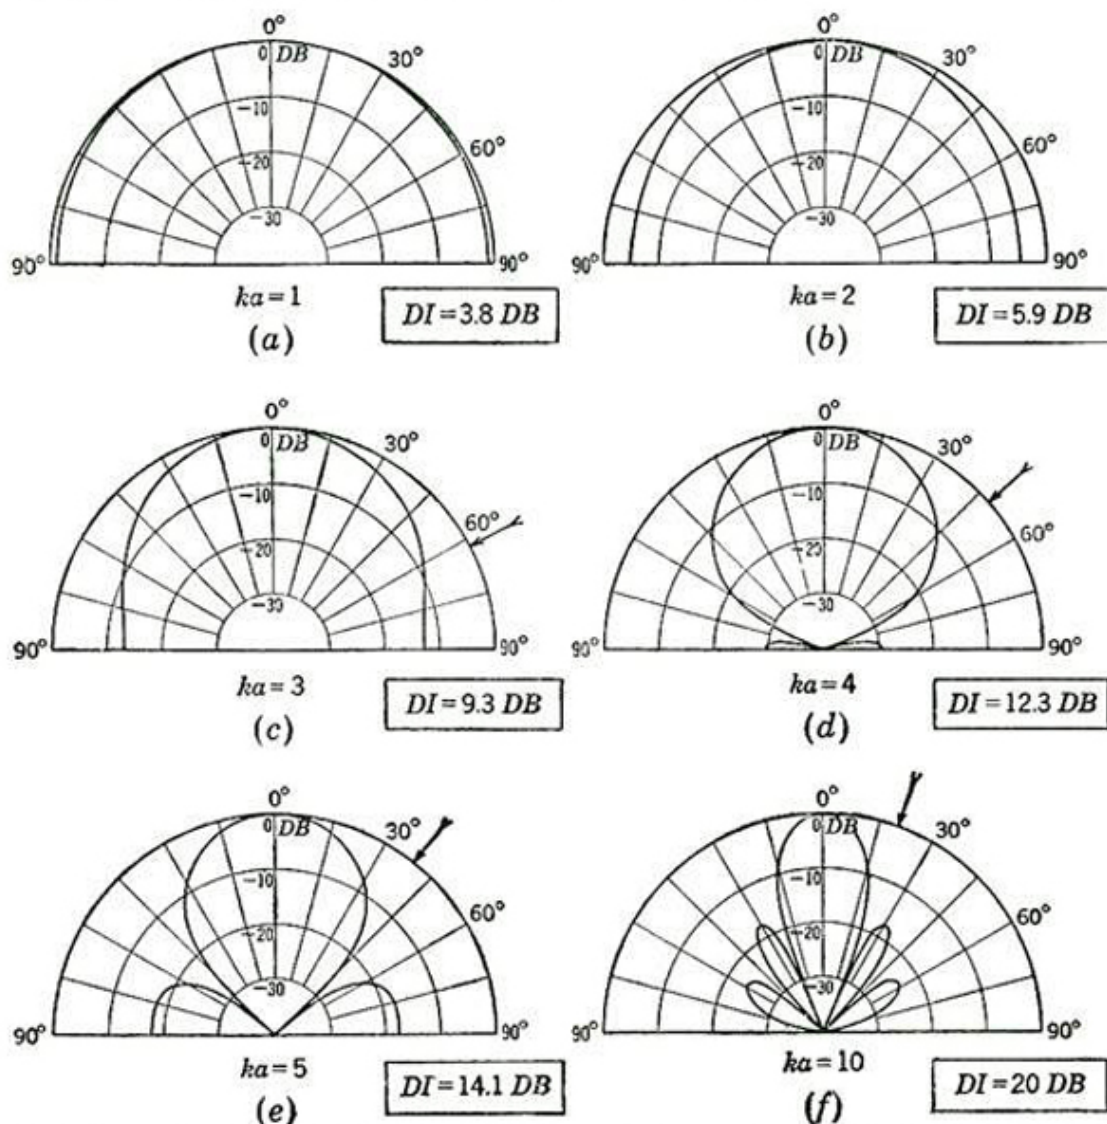 0°
0 DB
30°
-10
60°
-20
-30
90° 90°
ka=1
DI=3.8 DB
(a)
0°
0 DB
30°
-10
60°
-20
-30
90° 90°
ka=2
DI=5.9 DB
(b)
0°
0 DB
30°
-10
60°
-20
-30
90° 90°
ka=3
DI=9.3 DB
(c)
0°
0 DB
30°
-10
60°
-20
-30
90° 90°
ka=4
DI=12.3 DB
(d)
0°
0 DB
30°
-10
60°
-20
-30
90° 90°
ka=5
DI=14.1 DB
(e)
0°
0 DB
30°
-10
60°
-20
-30
90° 90°
ka=10
DI=20 DB
(f)